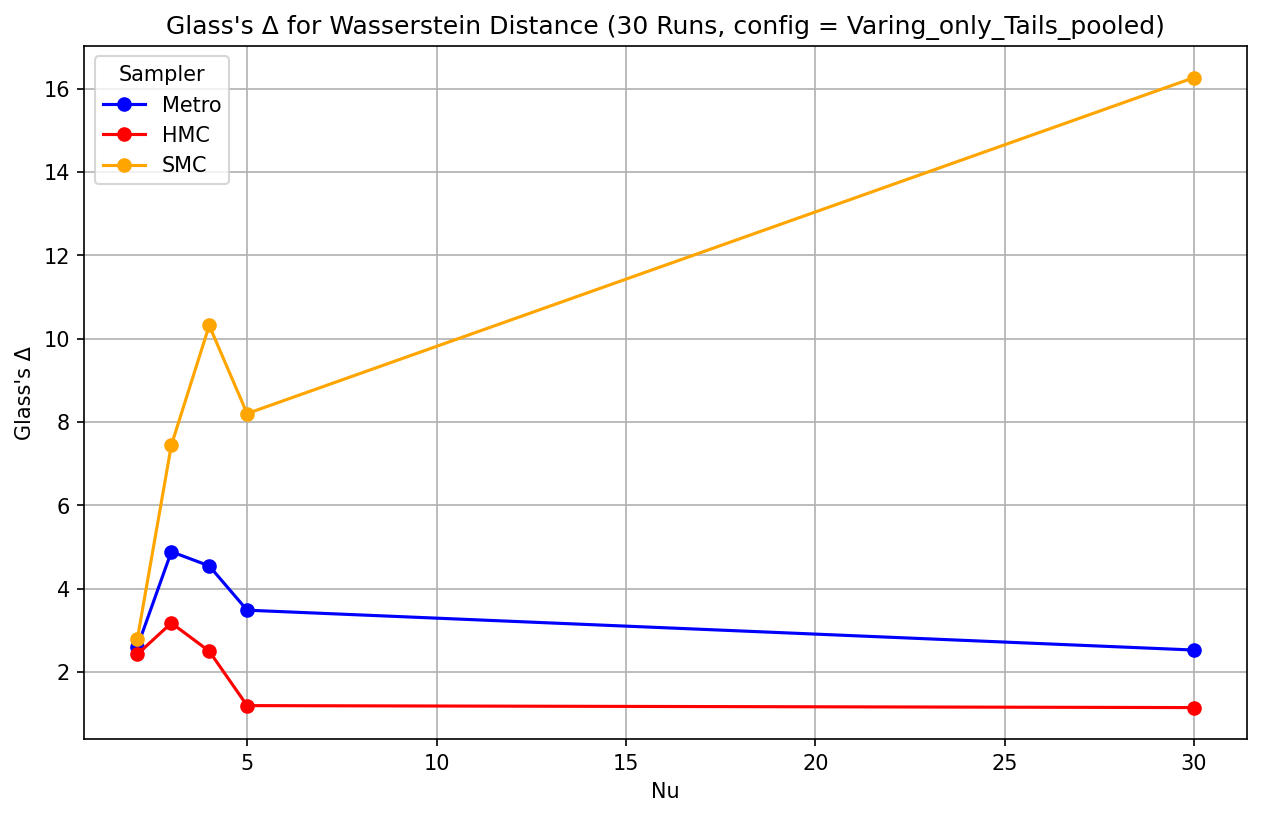 Glass's Δ for Wasserstein Distance (30 Runs, config = Varing_only_Tails_pooled)
Sampler
Metro
HMC
SMC
16
14
12
10
8
6
4
2
Glass's Δ
5 10 15 20 25 30
Nu